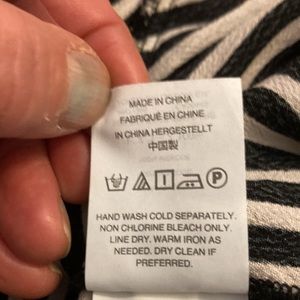 MADE IN CHINA
FABRIQUÉ EN CHINE
IN CHINA HERGESTELLT
中国製
HAND WASH COLD SEPARATELY.
NON CHLORINE BLEACH ONLY.
LINE DRY. WARM IRON AS
NEEDED. DRY CLEAN IF
PREFERRED.